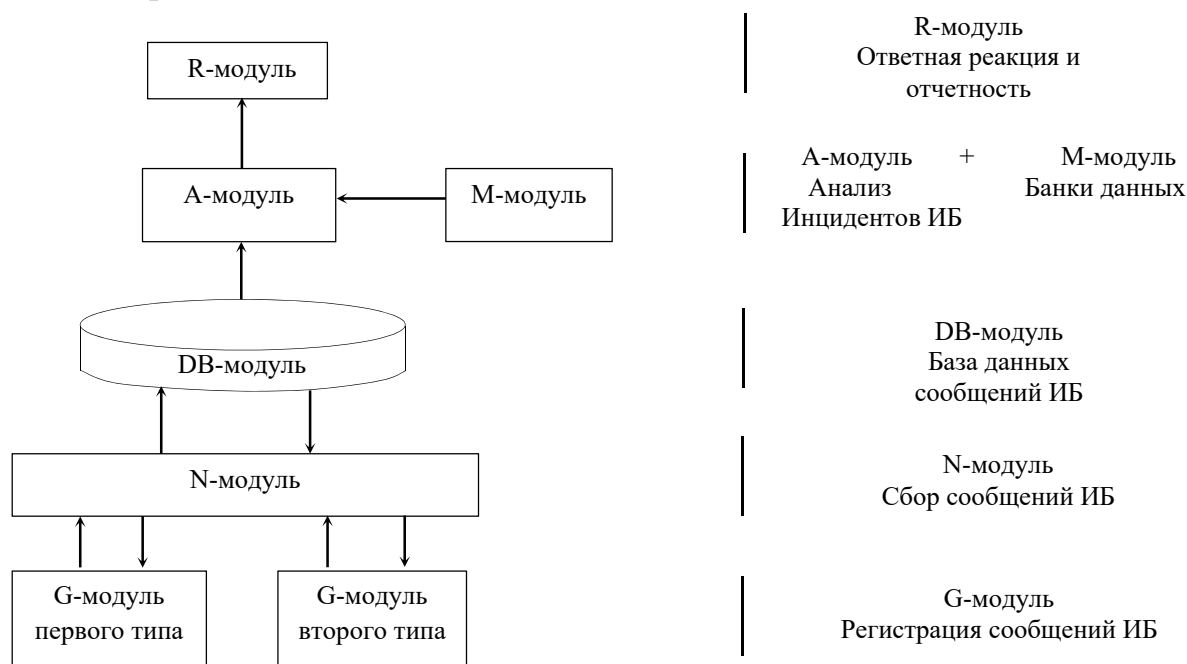 R-модуль
А-модуль
М-модуль
DB-модуль
N-модуль
G-модуль
первого типа
G-модуль
второго типа
R-модуль
Ответная реакция и
отчетность
А-модуль + М-модуль
Анализ Банки данных
Инцидентов ИБ
DB-модуль
База данных
сообщений ИБ
N-модуль
Сбор сообщений ИБ
G-модуль
Регистрация сообщений ИБ